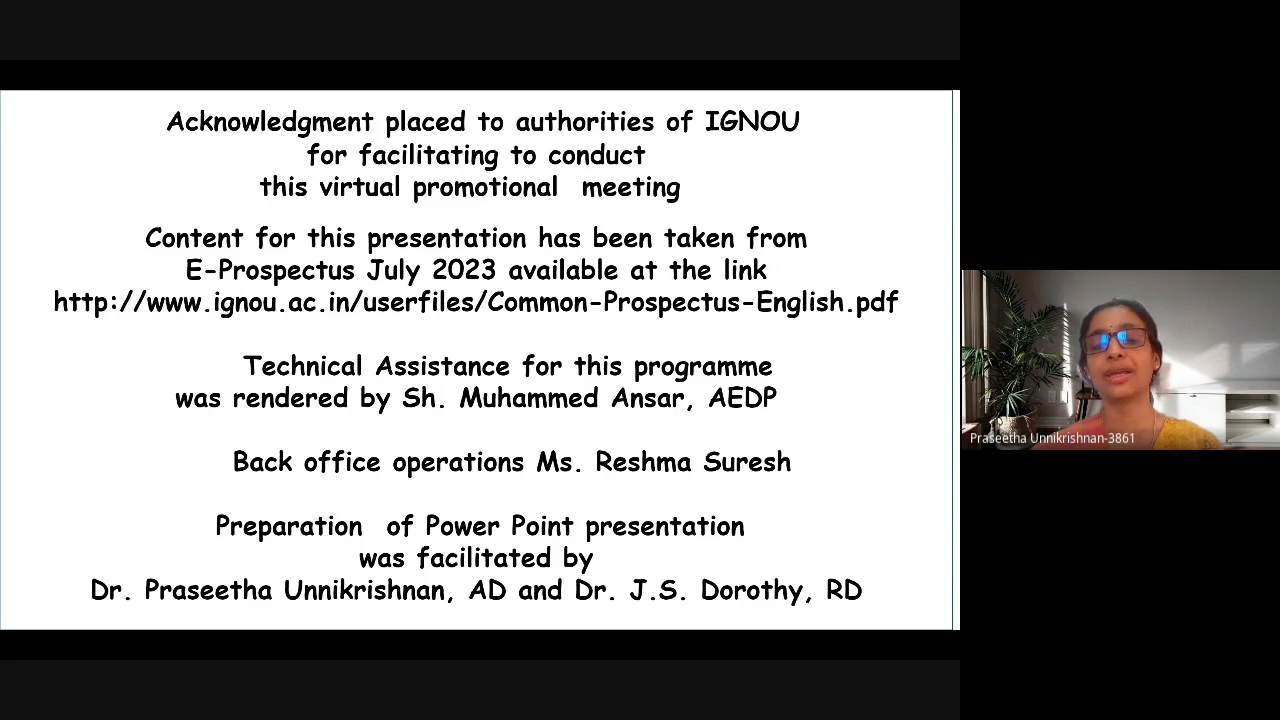 Acknowledgment placed to authorities of IGNOU
for facilitating to conduct
this virtual promotional meeting
Content for this presentation has been taken from
E-Prospectus July 2023 available at the link
http://www.ignou.ac.in/userfiles/Common-Prospectus-English.pdf
Technical Assistance for this programme
was rendered by Sh. Muhammed Ansar, AEDP
Back office operations Ms. Reshma Suresh
Preparation of Power Point presentation
was facilitated by
Dr. Praseetha Unnikrishnan, AD and Dr. J.S. Dorothy, RD
Praseetha Unnikrishnan-3861